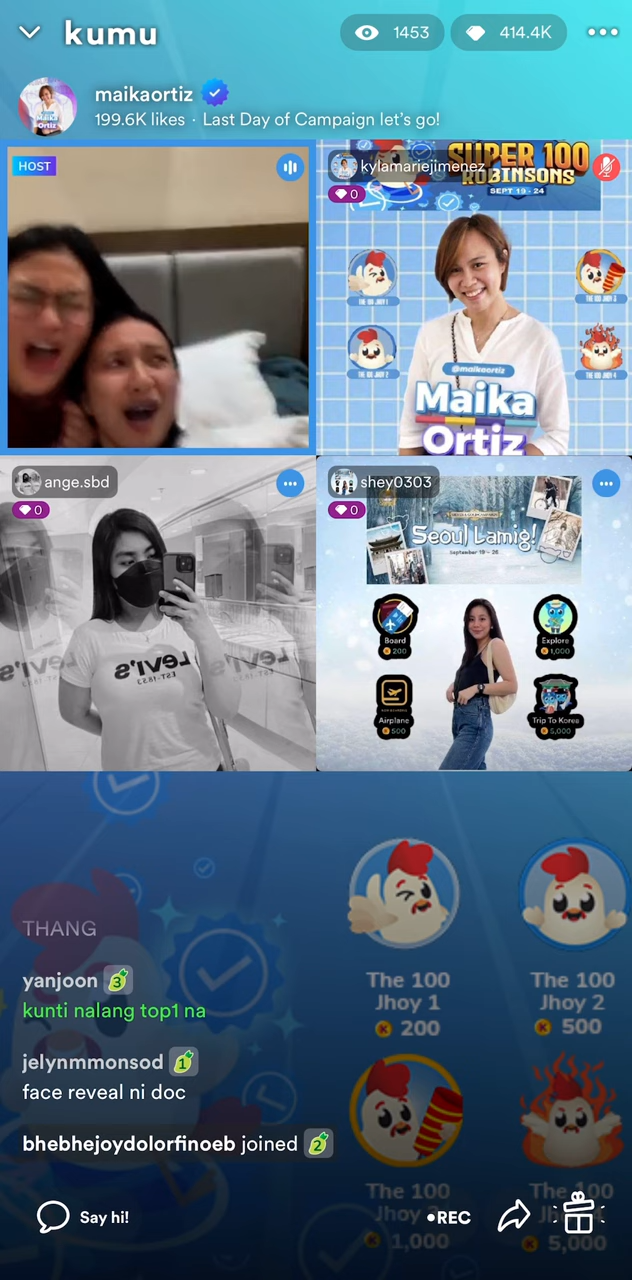 kumu
1453
414.4K
maikaortiz
199.6K likes · Last Day of Campaign let's go!
HOST
kylamariejimenez
0
SUPER 100
ROBINSONS
SEPT 19 - 24
THE 100 JHOY 1
THE 100 JHOY 3
THE 100 JHOY 2
THE 100 JHOY 4
@maikaortiz
Maika
Ortiz
ange.sbd
0
LEVI'S
EST. 1853
shey0303
0
Seoul Lamig!
September 19 - 26
Board
200
Explore
1,000
Airplane
500
Trip To Korea
5,000
THANG
yanjoon 3
kunti nalang top1 na
jelynmmonsod 1
face reveal ni doc
bhebhejoydolorfinoeb joined 2
The 100
Jhoy 1
200
The 100
Jhoy 2
500
The 100
Jhoy
1,000
The 100
5,000
Say hi!
•REC